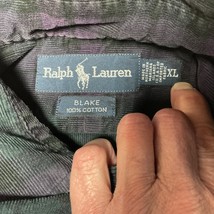 Ralph Lauren
XL
BLAKE
100% COTTON